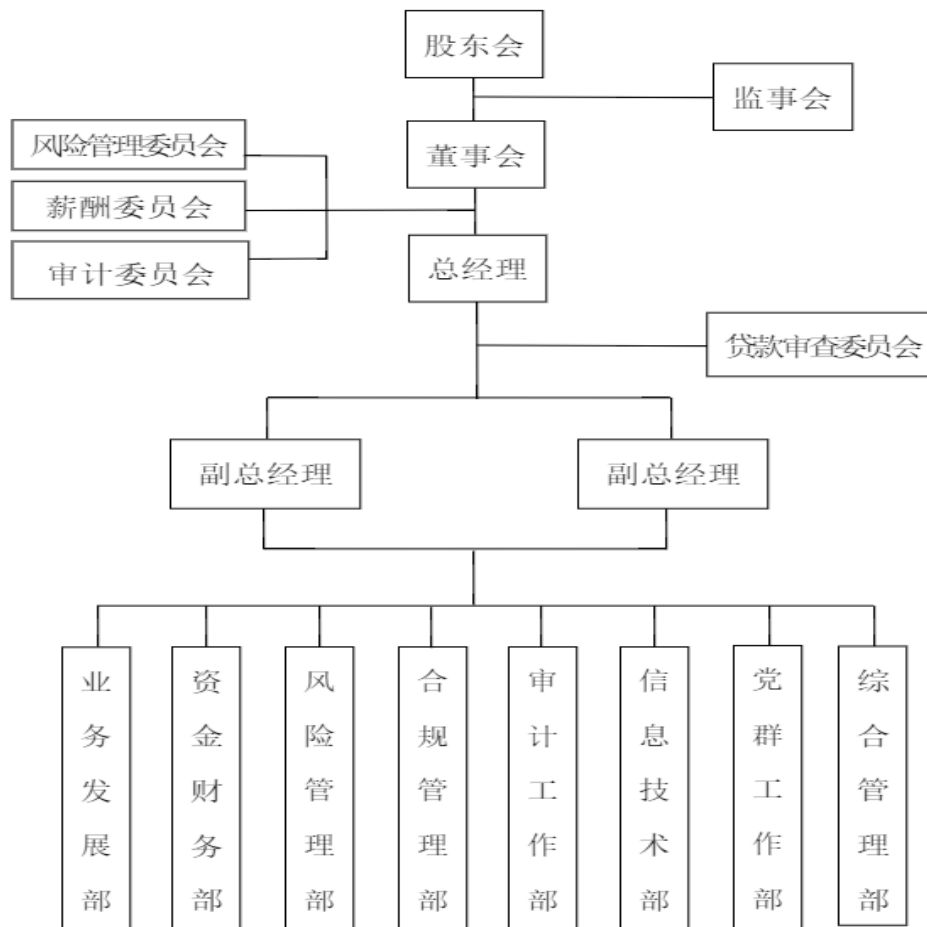 股东会
监事会
风险管理委员会
董事会
薪酬委员会
审计委员会
总经理
贷款审查委员会
副总经理
副总经理
业务发展部
资金财务部
风险管理部
合规管理部
审计工作部
信息技术部
党群工作部
综合管理部